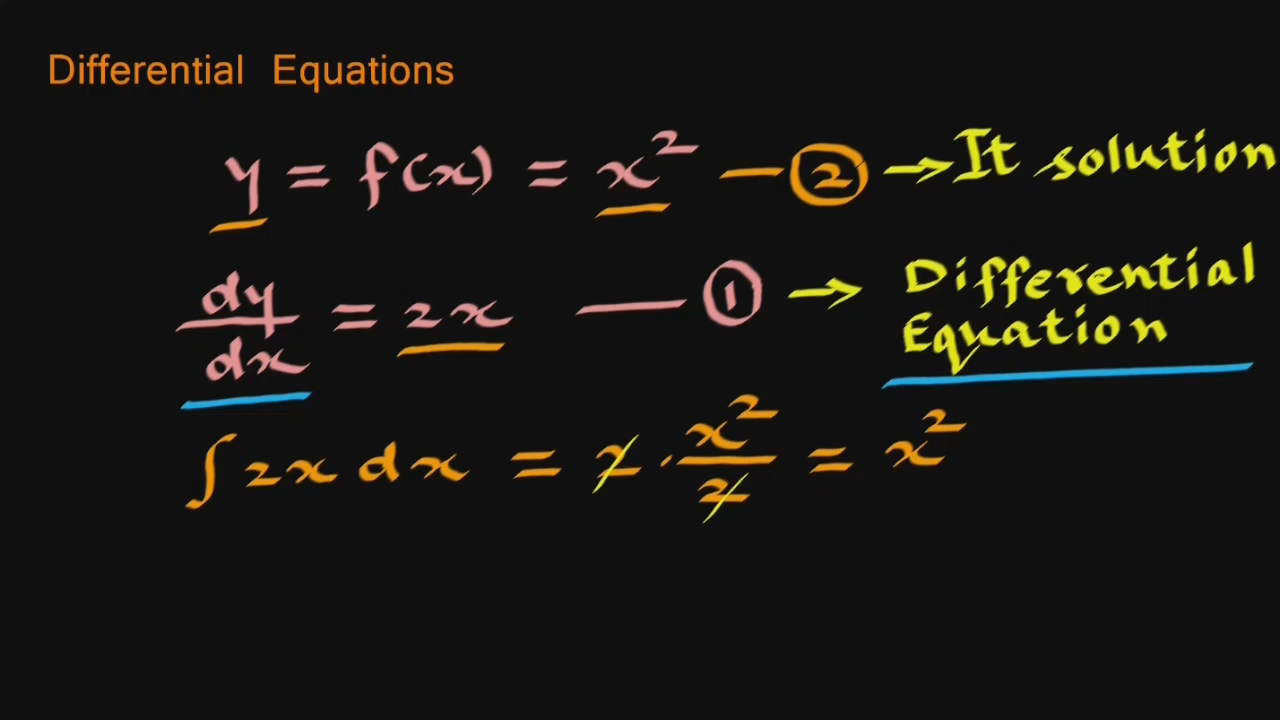 Differential Equations
y = f(x) = x² — ② → It solution
dy/dx = 2x — ① → Differential Equation
∫ 2x dx = 2 · x²/2 = x²